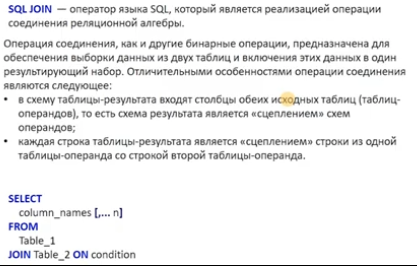 SQL JOIN — оператор языка SQL, который является реализацией операции
соединения реляционной алгебры.
Операция соединения, как и другие бинарные операции, предназначена для
обеспечения выборки данных из двух таблиц и включения этих данных в один
результирующий набор. Отличительными особенностями операции соединения
являются следующее:
• в схему таблицы-результата входят столбцы обеих исходных таблиц (таблиц-
операндов), то есть схема результата является «сцеплением» схем
операндов;
• каждая строка таблицы-результата является «сцеплением» строки из одной
таблицы-операнда со строкой второй таблицы-операнда.
SELECT
column_names [,... n]
FROM
Table_1
JOIN Table_2 ON condition